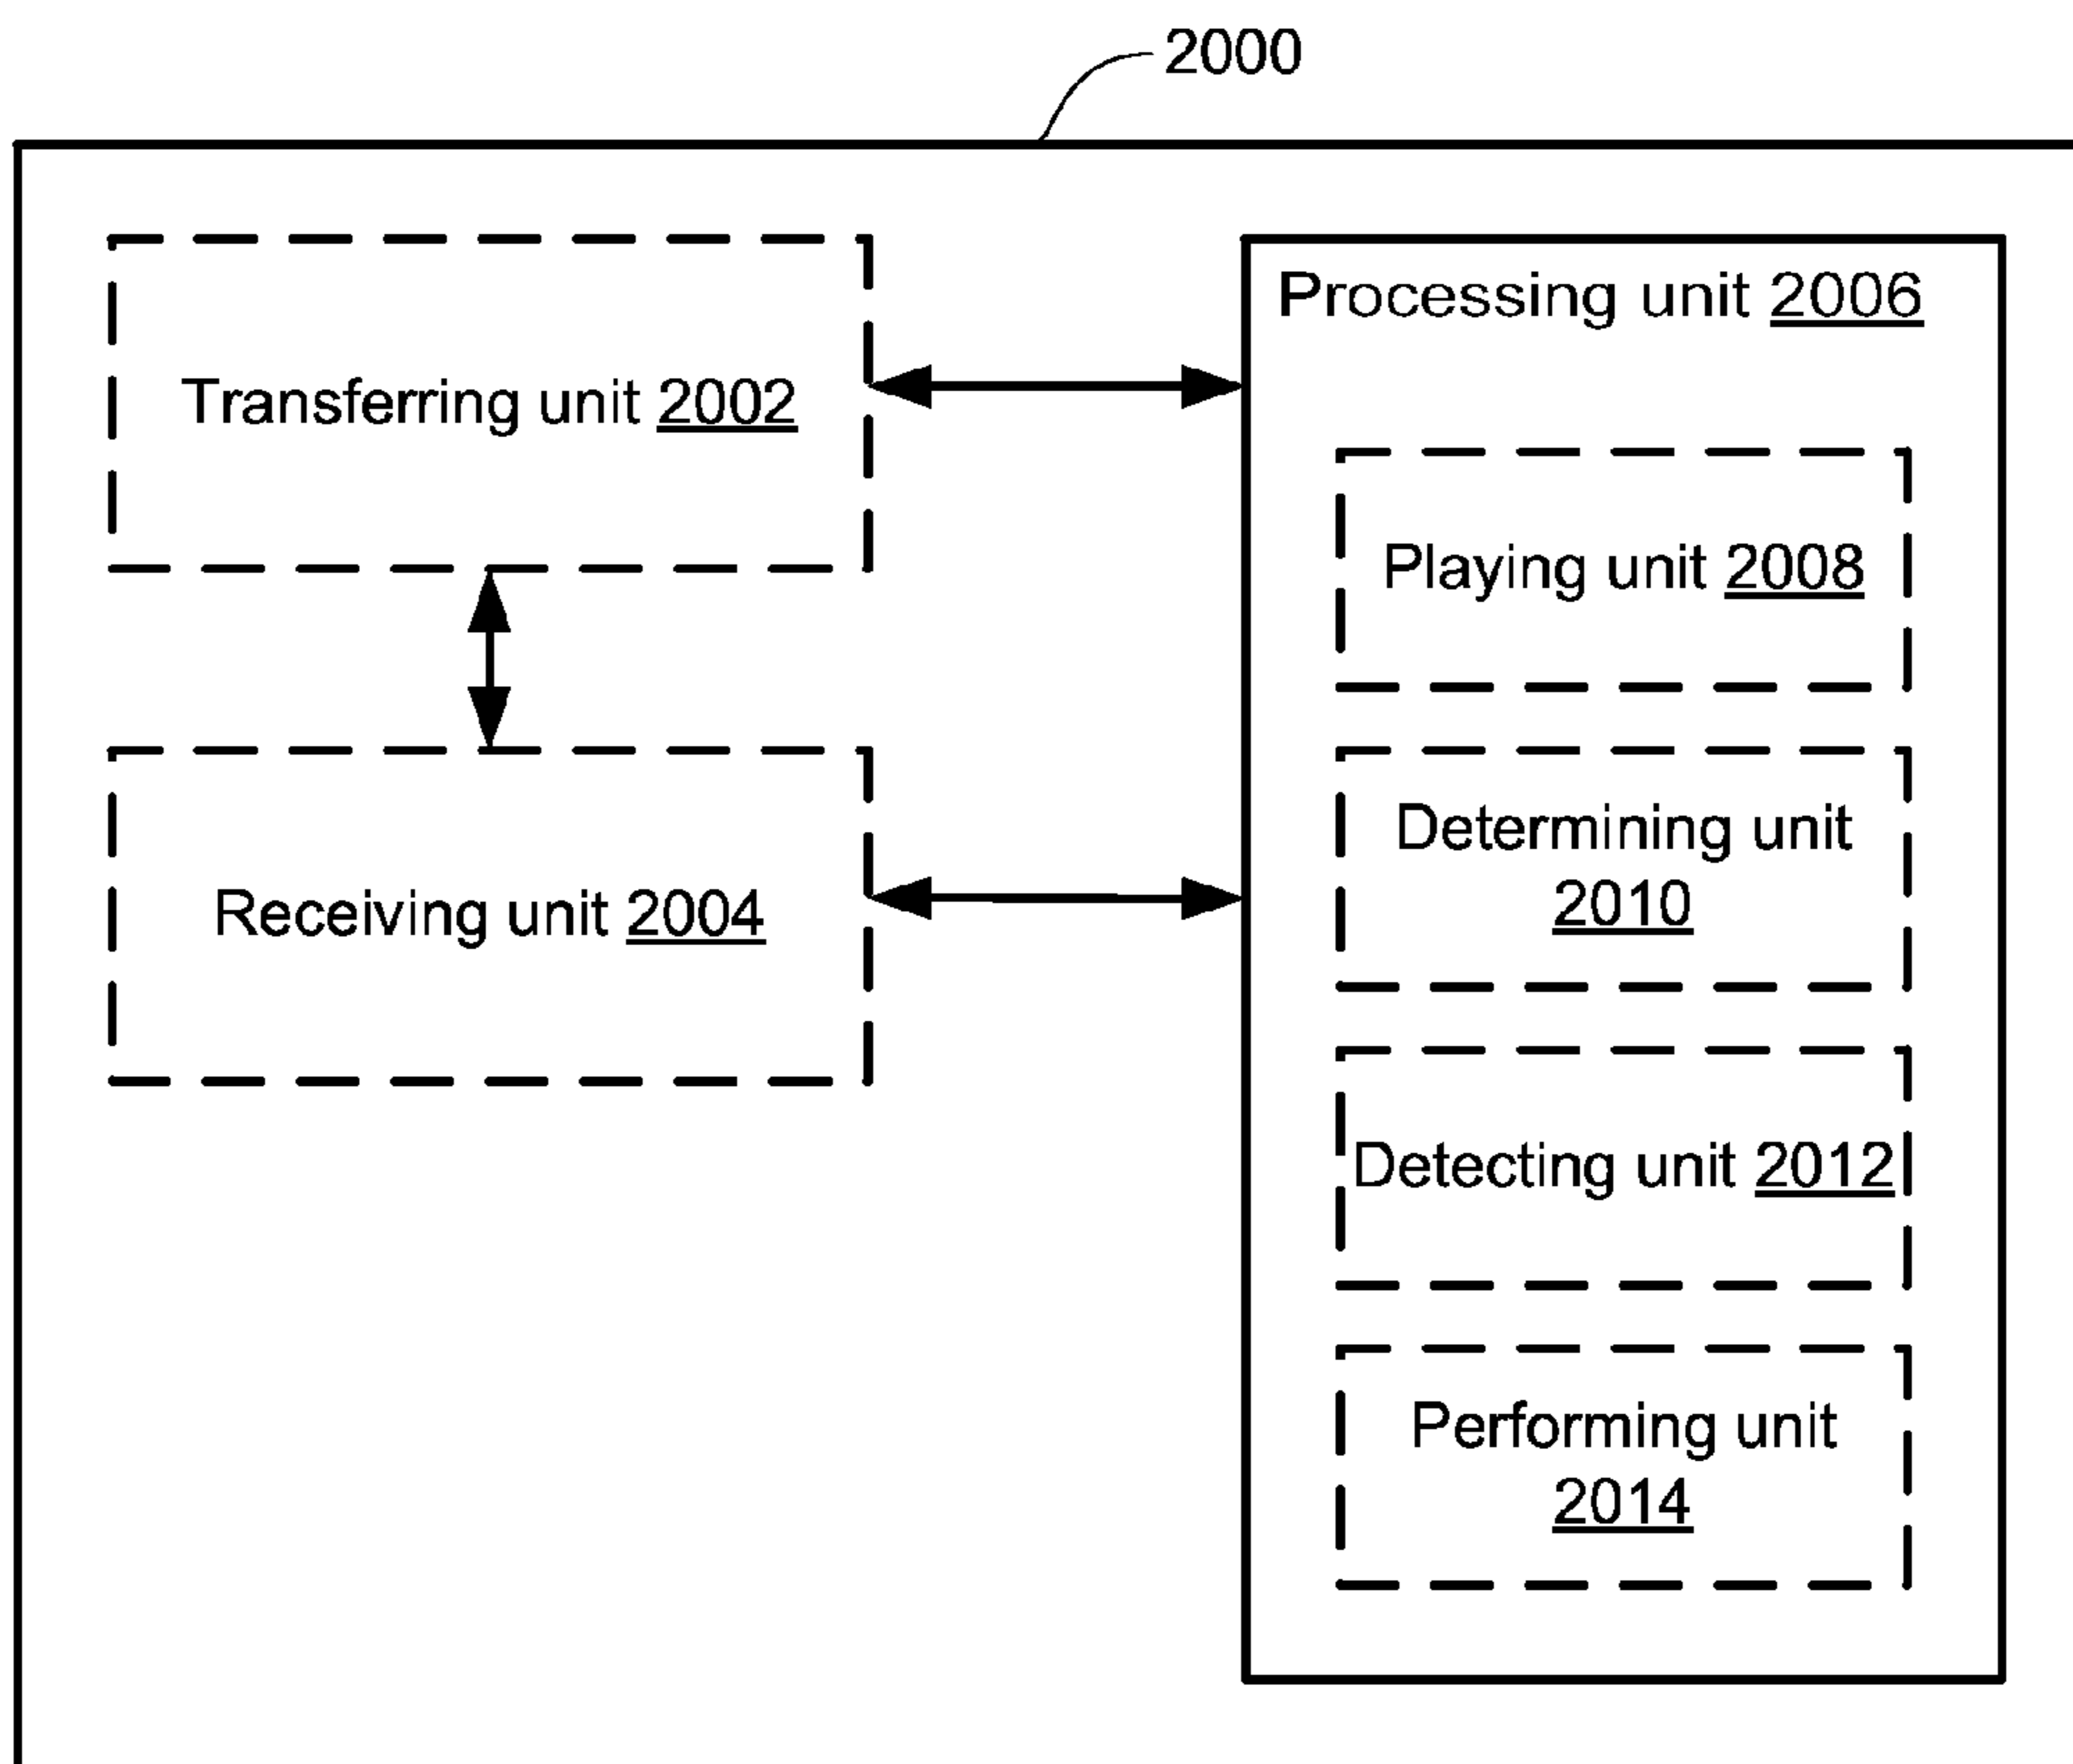 2000
Transferring unit 2002
Receiving unit 2004
Processing unit 2006
Playing unit 2008
Determining unit
2010
Detecting unit 2012
Performing unit
2014